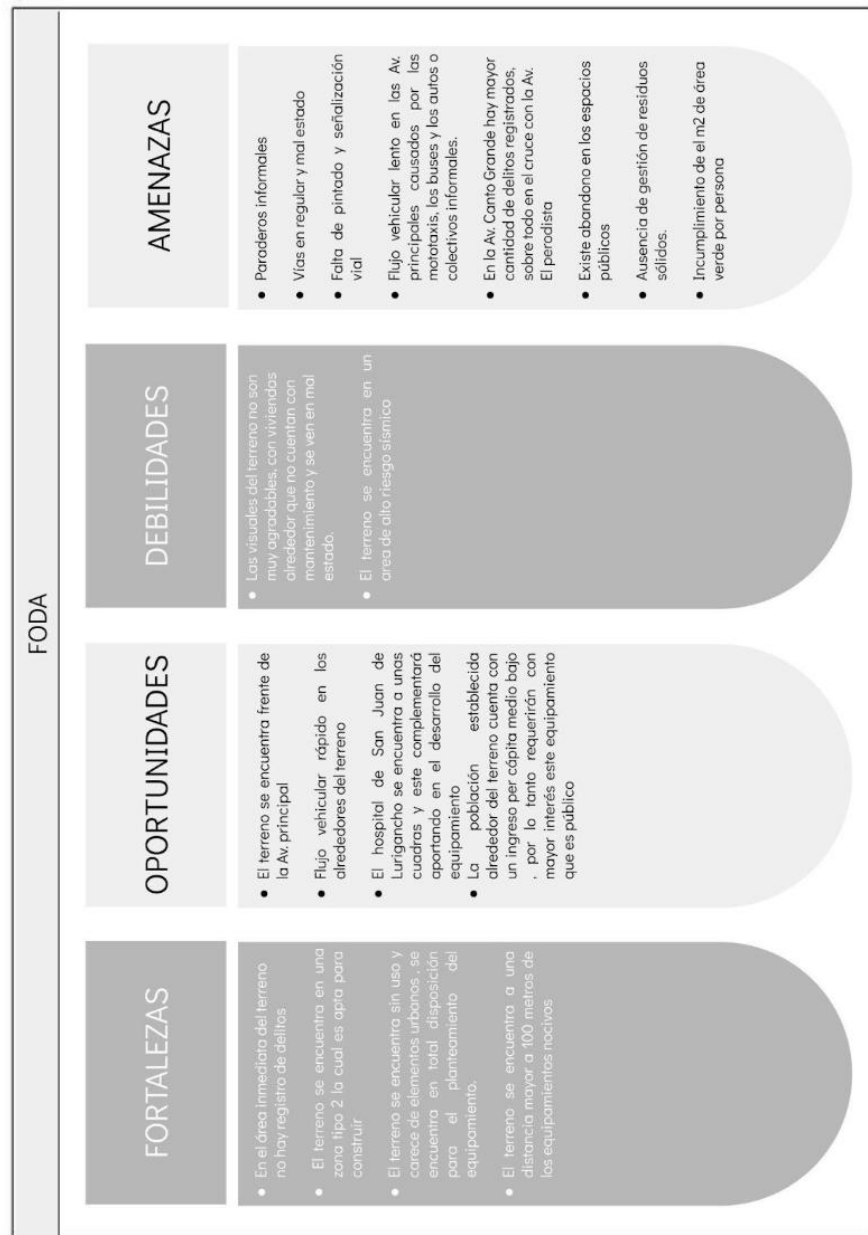 FODA
FORTALEZAS
• En el área inmediata del terreno
no hay registro de delitos
• El terreno se encuentra en una
zona tipo 2 la cual es apta para
construir
• El terreno se encuentra sin uso y
carece de elementos urbanos , se
encuentra en total disposición
para el planteamiento del
equipamiento.
• El terreno se encuentra a una
distancia mayor a 100 metros de
los equipamientos nocivos
OPORTUNIDADES
• El terreno se encuentra frente de
la Av. principal
• Flujo vehicular rápido en los
alrededores del terreno
• El hospital de San Juan de
Lurigancho se encuentra a unas
cuadras y este complementará
aportando en el desarrollo del
equipamiento
• La población establecida
alrededor del terreno cuenta con
un ingreso per cápita medio bajo
, por lo tanto requerirán con
mayor interés este equipamiento
que es público
DEBILIDADES
• Las visuales del terreno no son
muy agradables, con viviendas
alrededor que no cuentan con
mantenimiento y se ven en mal
estado.
• El terreno se encuentra en un
area de alto riesgo sísmico
AMENAZAS
• Paraderos informales
• Vías en regular y mal estado
• Falta de pintado y señalización
vial
• Flujo vehicular lento en las Av.
principales causados por las
mototaxis, los buses y los autos o
colectivos informales.
• En la Av. Canto Grande hay mayor
cantidad de delitos registrados,
sobre todo en el cruce con la Av.
El perodista
• Existe abandono en los espacios
públicos
• Ausencia de gestión de residuos
sólidos.
• Incumplimiento de el m2 de área
verde por persona